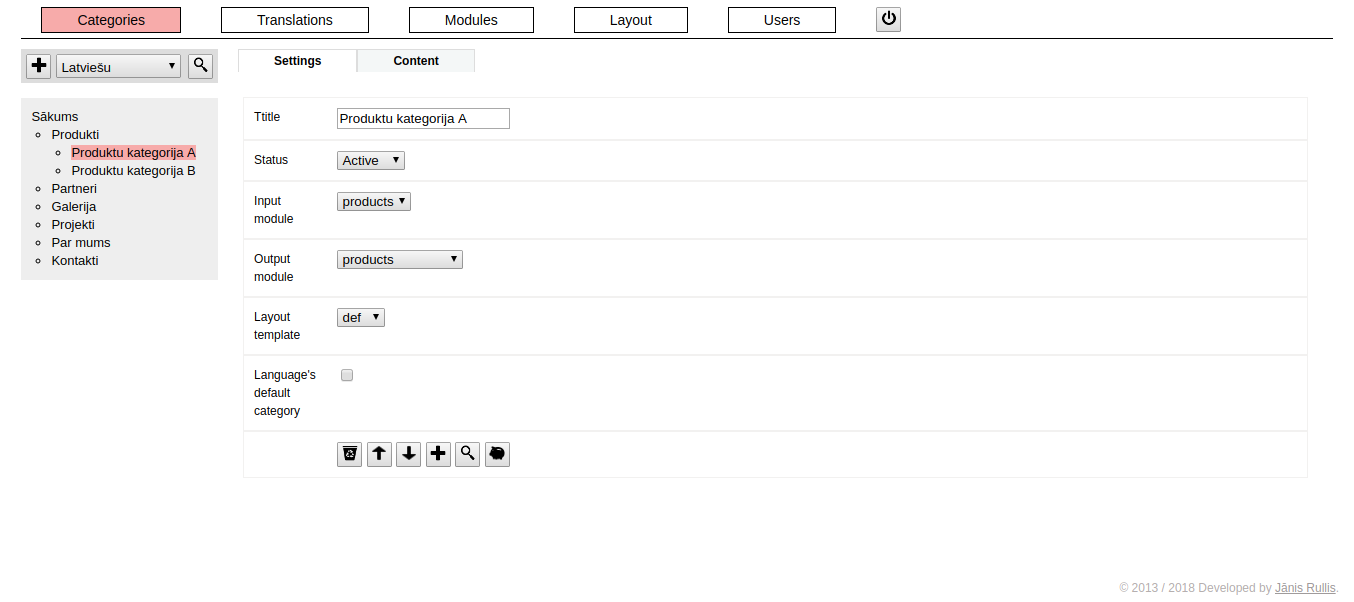 Categories Translations Modules Layout Users
Latviešu
Settings Content
Sākums
Produkti
Produktu kategorija A
Produktu kategorija B
Partneri
Galerija
Projekti
Par mums
Kontakti
Ttitle Produktu kategorija A
Status Active
Input
module
products
Output
module
products
Layout
template
def
Language's
default
category
© 2013 / 2018 Developed by Jānis Rullis.